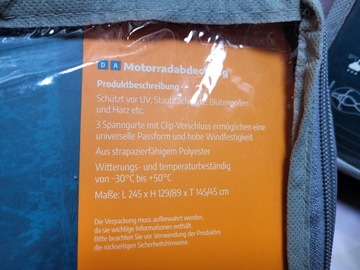 D A Motorradabdeckung
Produktbeschreibung
Schützt vor UV, Staub, Schmutz, Blütenpollen
und Harz etc.
3 Spanngurte mit Clip-Verschluss ermöglichen eine
universelle Passform und hohe Windfestigkeit
Aus strapazierfähigem Polyester
Witterungs- und temperaturbeständig
von -30°C bis +50°C
Maße: L 245 x H 129/89 x T 145/45 cm
Die Verpackung muss aufbewahrt werden,
da sie wichtige Informationen enthält.
Bitte beachten Sie vor Verwendung der Produktes
die rückseitigen Sicherheitshinweise.